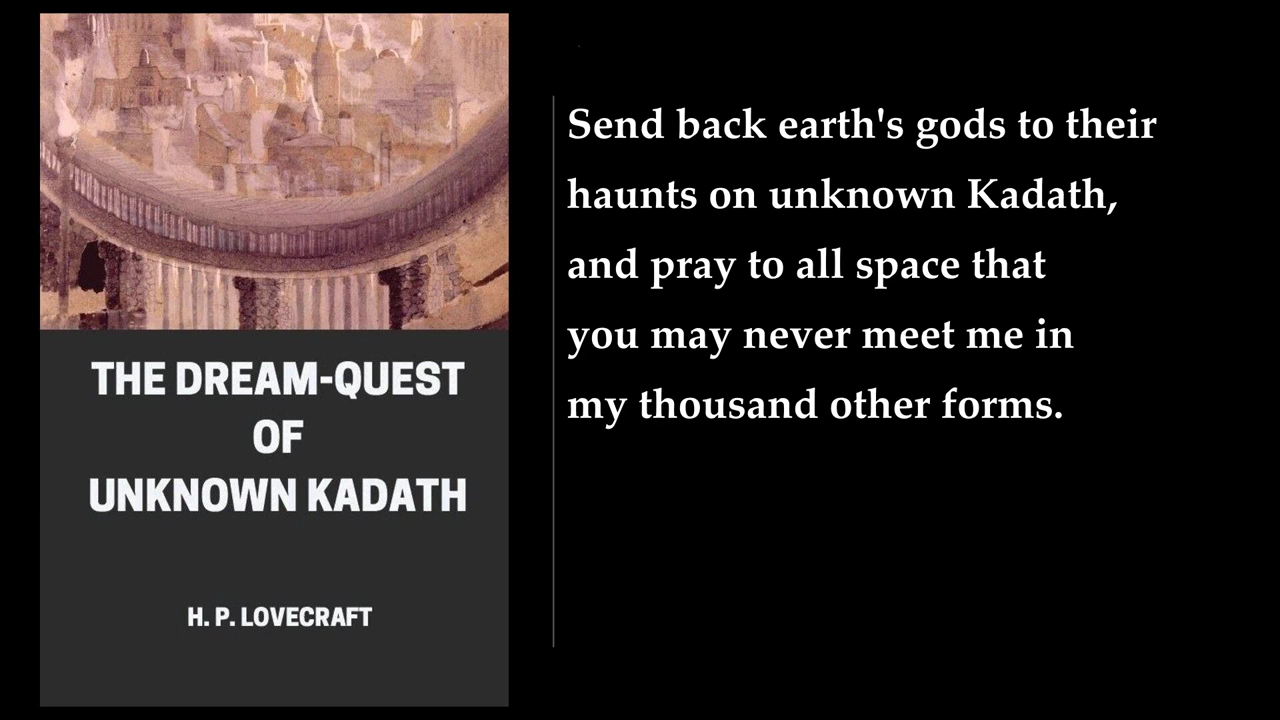 THE DREAM-QUEST
OF
UNKNOWN KADATH
H. P. LOVECRAFT
Send back earth's gods to their
haunts on unknown Kadath,
and pray to all space that
you may never meet me in
my thousand other forms.